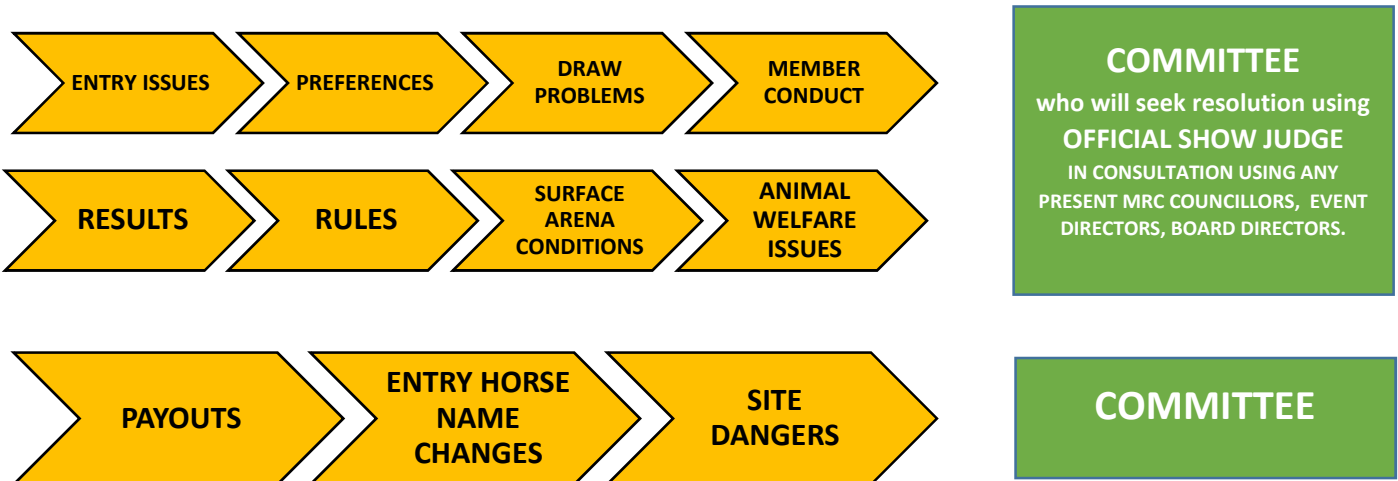 ENTRY ISSUES
PREFERENCES
DRAW
PROBLEMS
MEMBER
CONDUCT
RESULTS
RULES
SURFACE
ARENA
CONDITIONS
ANIMAL
WELFARE
ISSUES
COMMITTEE
who will seek resolution using
OFFICIAL SHOW JUDGE
IN CONSULTATION USING ANY
PRESENT MRC COUNCILLORS, EVENT
DIRECTORS, BOARD DIRECTORS.
PAYOUTS
ENTRY HORSE
NAME
CHANGES
SITE
DANGERS
COMMITTEE